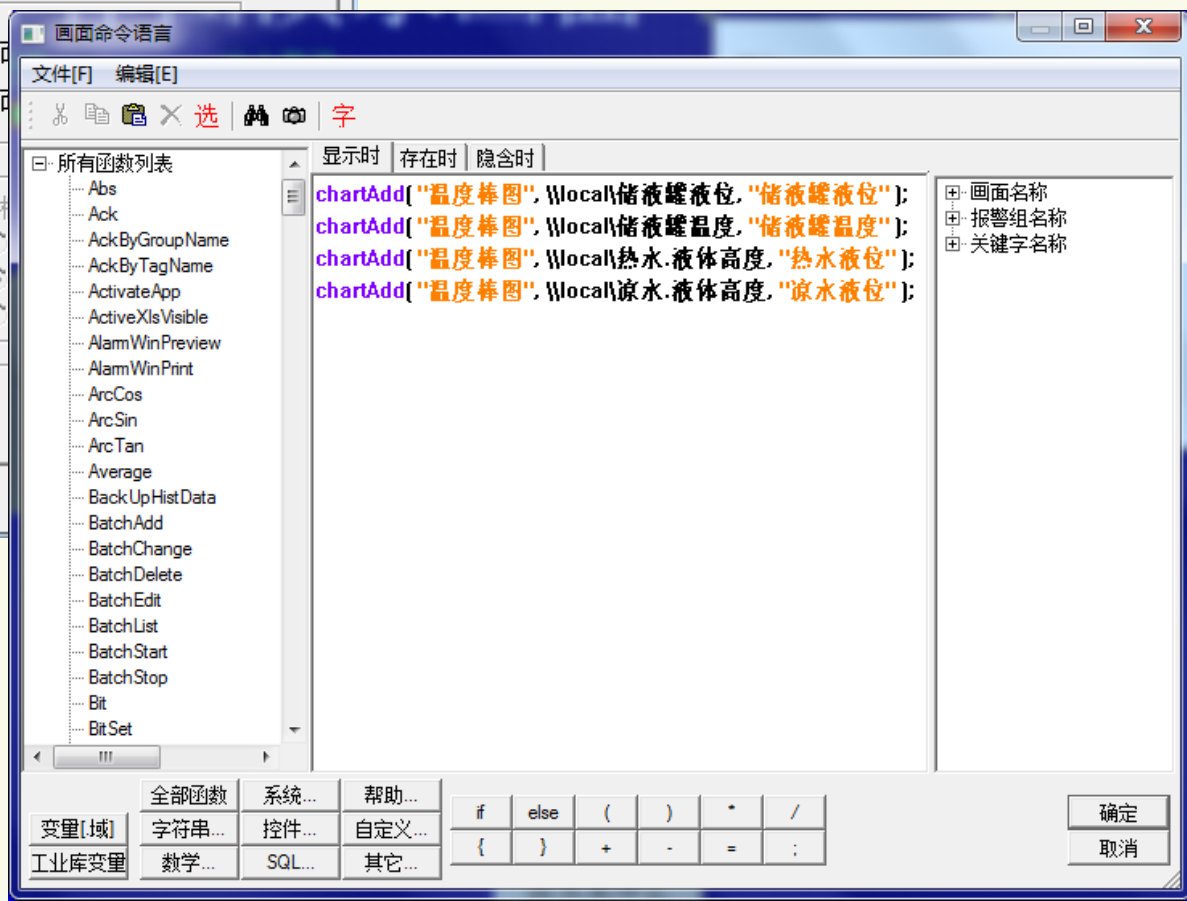 画面命令语言
文件[F] 编辑[E]
选 字
所有函数列表
Abs
Ack
AckByGroupName
AckByTagName
ActivateApp
ActiveXIsVisible
AlarmWinPreview
AlarmWinPrint
ArcCos
ArcSin
ArcTan
Average
BackUpHistData
BatchAdd
BatchChange
BatchDelete
BatchEdit
BatchList
BatchStart
BatchStop
Bit
BitSet
显示时 存在时 隐含时
chartAdd( "温度棒图", \\local\储液罐液位, "储液罐液位" );
chartAdd( "温度棒图", \\local\储液罐温度, "储液罐温度" );
chartAdd( "温度棒图", \\local\热水.液体高度, "热水液位" );
chartAdd( "温度棒图", \\local\凉水.液体高度, "凉水液位" );
画面名称
报警组名称
关键字名称
全部函数 系统... 帮助...
变量[.域] 字符串... 控件... 自定义...
工业库变量 数学... SQL... 其它...
if else ( ) * /
{ } + - = ;
确定
取消